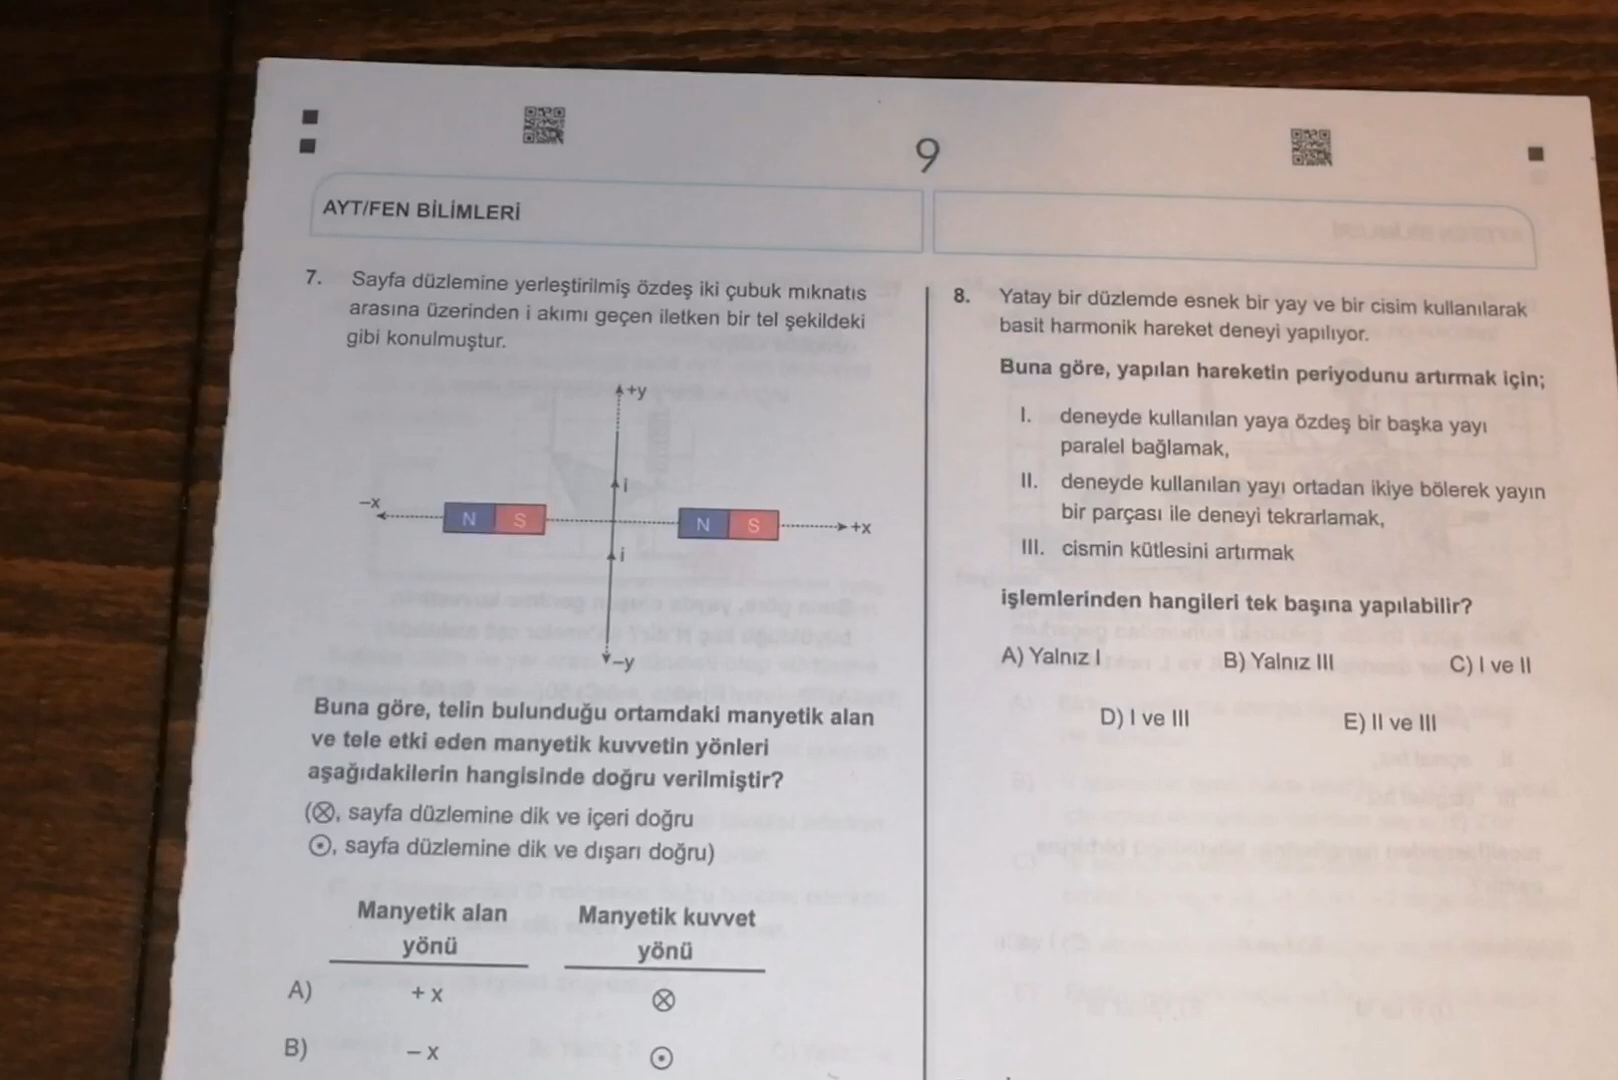 9
AYT/FEN BİLİMLERİ
7. Sayfa düzlemine yerleştirilmiş özdeş iki çubuk mıknatıs
arasına üzerinden i akımı geçen iletken bir tel şekildeki
gibi konulmuştur.
+y
i
-x
N S
N S
+x
i
-y
Buna göre, telin bulunduğu ortamdaki manyetik alan
ve tele etki eden manyetik kuvvetin yönleri
aşağıdakilerin hangisinde doğru verilmiştir?
(⊗, sayfa düzlemine dik ve içeri doğru
⊙, sayfa düzlemine dik ve dışarı doğru)
Manyetik alan Manyetik kuvvet
yönü yönü
A) + x ⊗
B) - x ⊙
8. Yatay bir düzlemde esnek bir yay ve bir cisim kullanılarak
basit harmonik hareket deneyi yapılıyor.
Buna göre, yapılan hareketin periyodunu artırmak için;
I. deneyde kullanılan yaya özdeş bir başka yayı
paralel bağlamak,
II. deneyde kullanılan yayı ortadan ikiye bölerek yayın
bir parçası ile deneyi tekrarlamak,
III. cismin kütlesini artırmak
işlemlerinden hangileri tek başına yapılabilir?
A) Yalnız I B) Yalnız III C) I ve II
D) I ve III E) II ve III